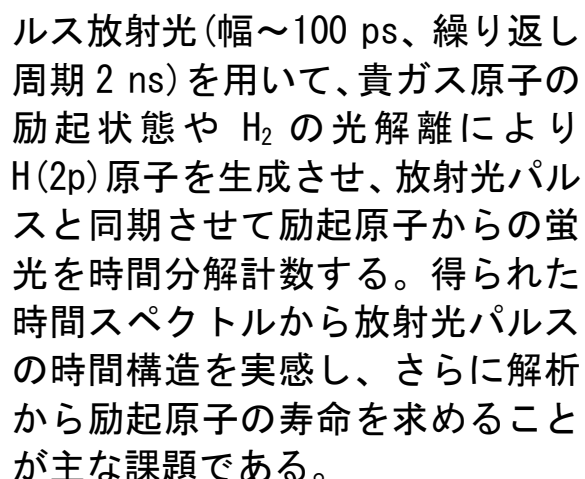 ルス放射光(幅～100 ps、繰り返し
周期 2 ns)を用いて、貴ガス原子の
励起状態や H₂ の光解離により
H(2p)原子を生成させ、放射光パル
スと同期させて励起原子からの蛍
光を時間分解計数する。得られた
時間スペクトルから放射光パルス
の時間構造を実感し、さらに解析
から励起原子の寿命を求めること
が主な課題である。